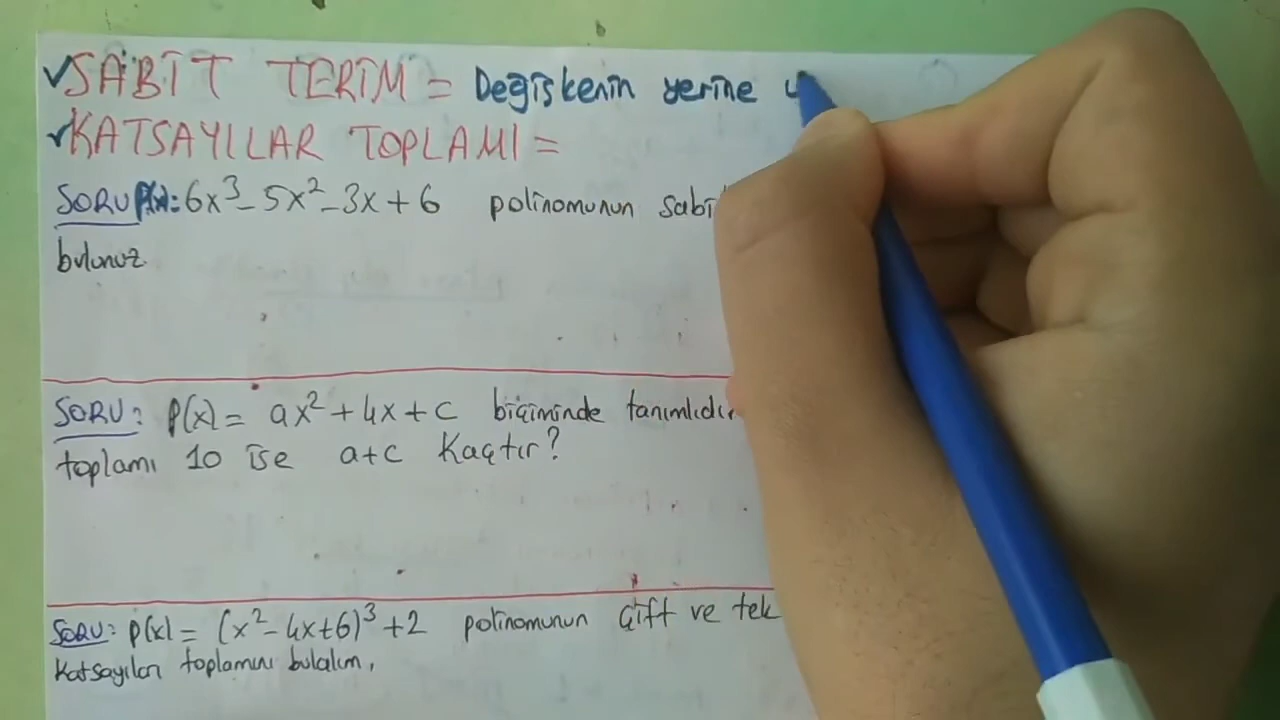 ✓SABİT TERİM = Değişkenin yerine
✓KATSAYILAR TOPLAMI =
SORU P(x): 6x³ - 5x² - 3x + 6 polinomunun
bulunuz.
SORU: P(x) = ax² + 4x + c biçiminde tanımlıdır
toplamı 10 ise a+c Kaçtır?
SORU: P(x) = (x² - 4x + 6)³ + 2 polinomunun çift ve tek
Katsayıları toplamını bulalım.